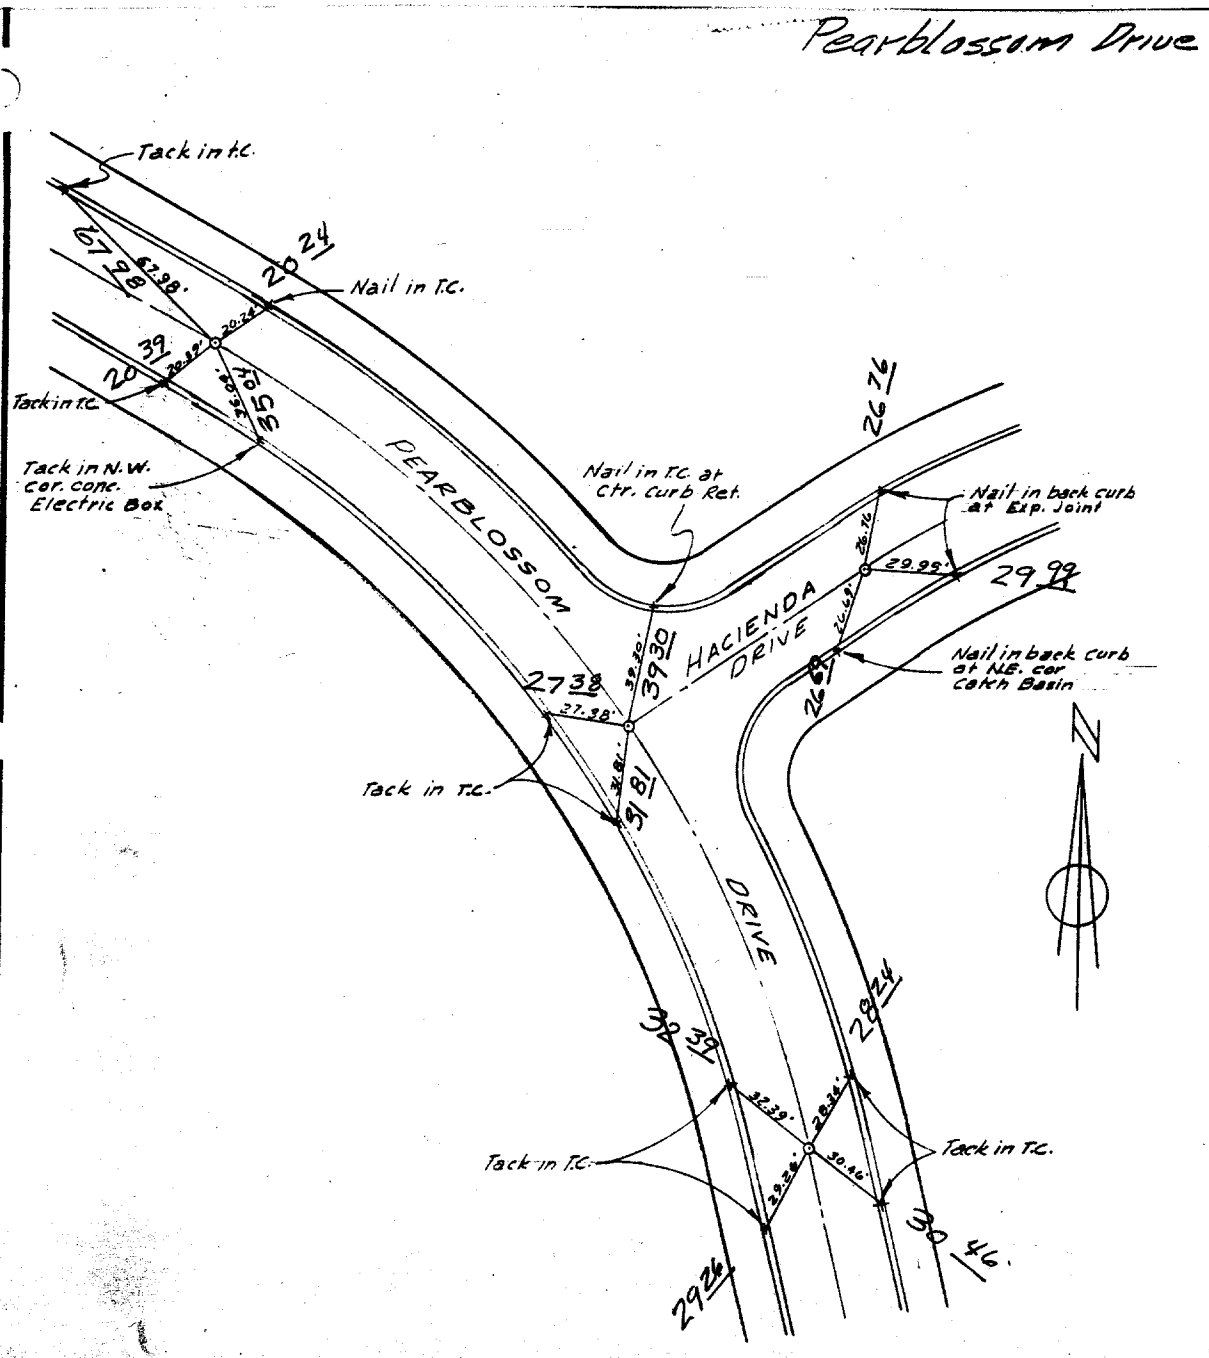 Pearblossom Drive
Tack in t.C.
20 24
67 98
67.98'
Nail in T.C.
20.24'
20 39
20.39'
Tack in T.C.
35 04
35.04'
Tack in N.W.
cor. conc.
Electric Box
PEARBLOSSOM
26 76
Nail in T.C. at
Ctr. Curb Ret.
Nail in back curb
at Exp. Joint
26.76
29 99
HACIENDA
DRIVE
26.69'
39.30'
39 30
Nail in back curb
at N.E. cor
Catch Basin
26 69
27 38
27.38'
N
Tack in T.C.
31.81'
31 81
DRIVE
28 24
32 39
32.39'
Tack in T.C.
29.26'
30.46'
Tack in T.C.
30 46.
29 26